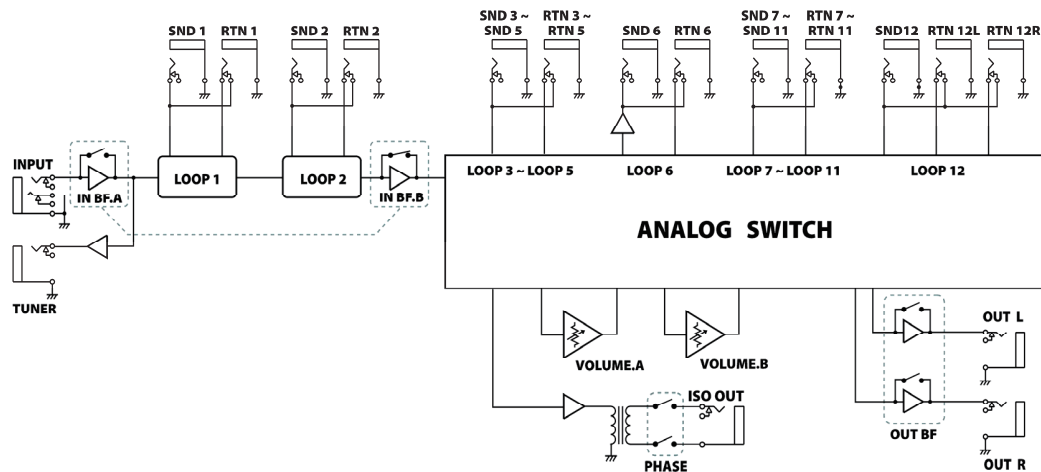 SND 1 RTN 1
SND 2 RTN 2
SND 3 ~
SND 5
RTN 3 ~
RTN 5
SND 6 RTN 6
SND 7 ~
SND 11
RTN 7 ~
RTN 11
SND12 RTN 12L RTN 12R
INPUT
IN BF.A
LOOP 1
LOOP 2
IN BF.B
LOOP 3 ~ LOOP 5
LOOP 6
LOOP 7 ~ LOOP 11
LOOP 12
ANALOG SWITCH
TUNER
VOLUME.A
VOLUME.B
OUT L
ISO OUT
PHASE
OUT BF
OUT R